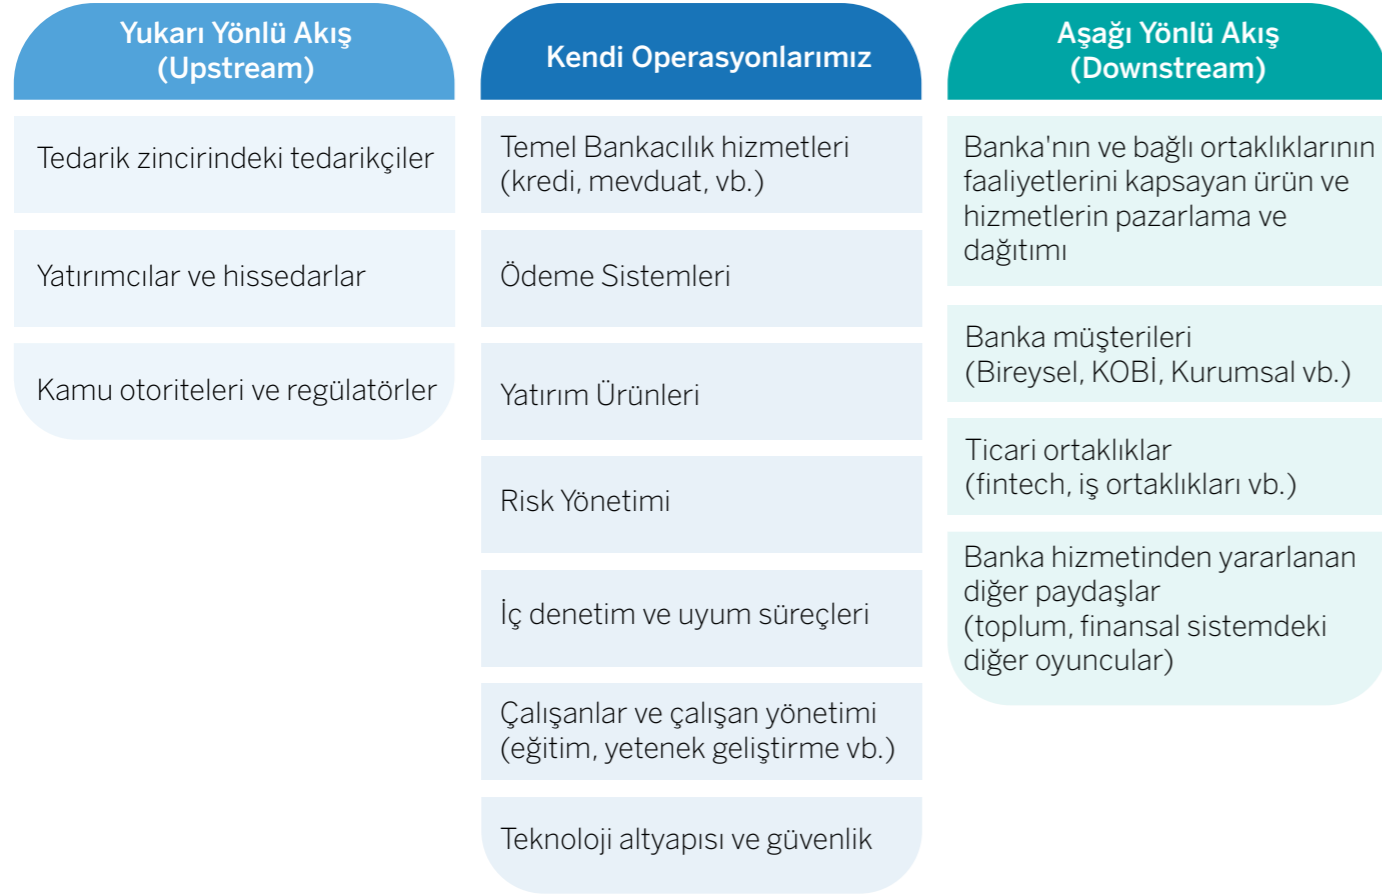 Yukarı Yönlü Akış
(Upstream)
Tedarik zincirindeki tedarikçiler
Yatırımcılar ve hissedarlar
Kamu otoriteleri ve regülatörler
Kendi Operasyonlarımız
Temel Bankacılık hizmetleri
(kredi, mevduat, vb.)
Ödeme Sistemleri
Yatırım Ürünleri
Risk Yönetimi
İç denetim ve uyum süreçleri
Çalışanlar ve çalışan yönetimi
(eğitim, yetenek geliştirme vb.)
Teknoloji altyapısı ve güvenlik
Aşağı Yönlü Akış
(Downstream)
Banka'nın ve bağlı ortaklıklarının
faaliyetlerini kapsayan ürün ve
hizmetlerin pazarlama ve
dağıtımı
Banka müşterileri
(Bireysel, KOBİ, Kurumsal vb.)
Ticari ortaklıklar
(fintech, iş ortaklıkları vb.)
Banka hizmetinden yararlanan
diğer paydaşlar
(toplum, finansal sistemdeki
diğer oyuncular)